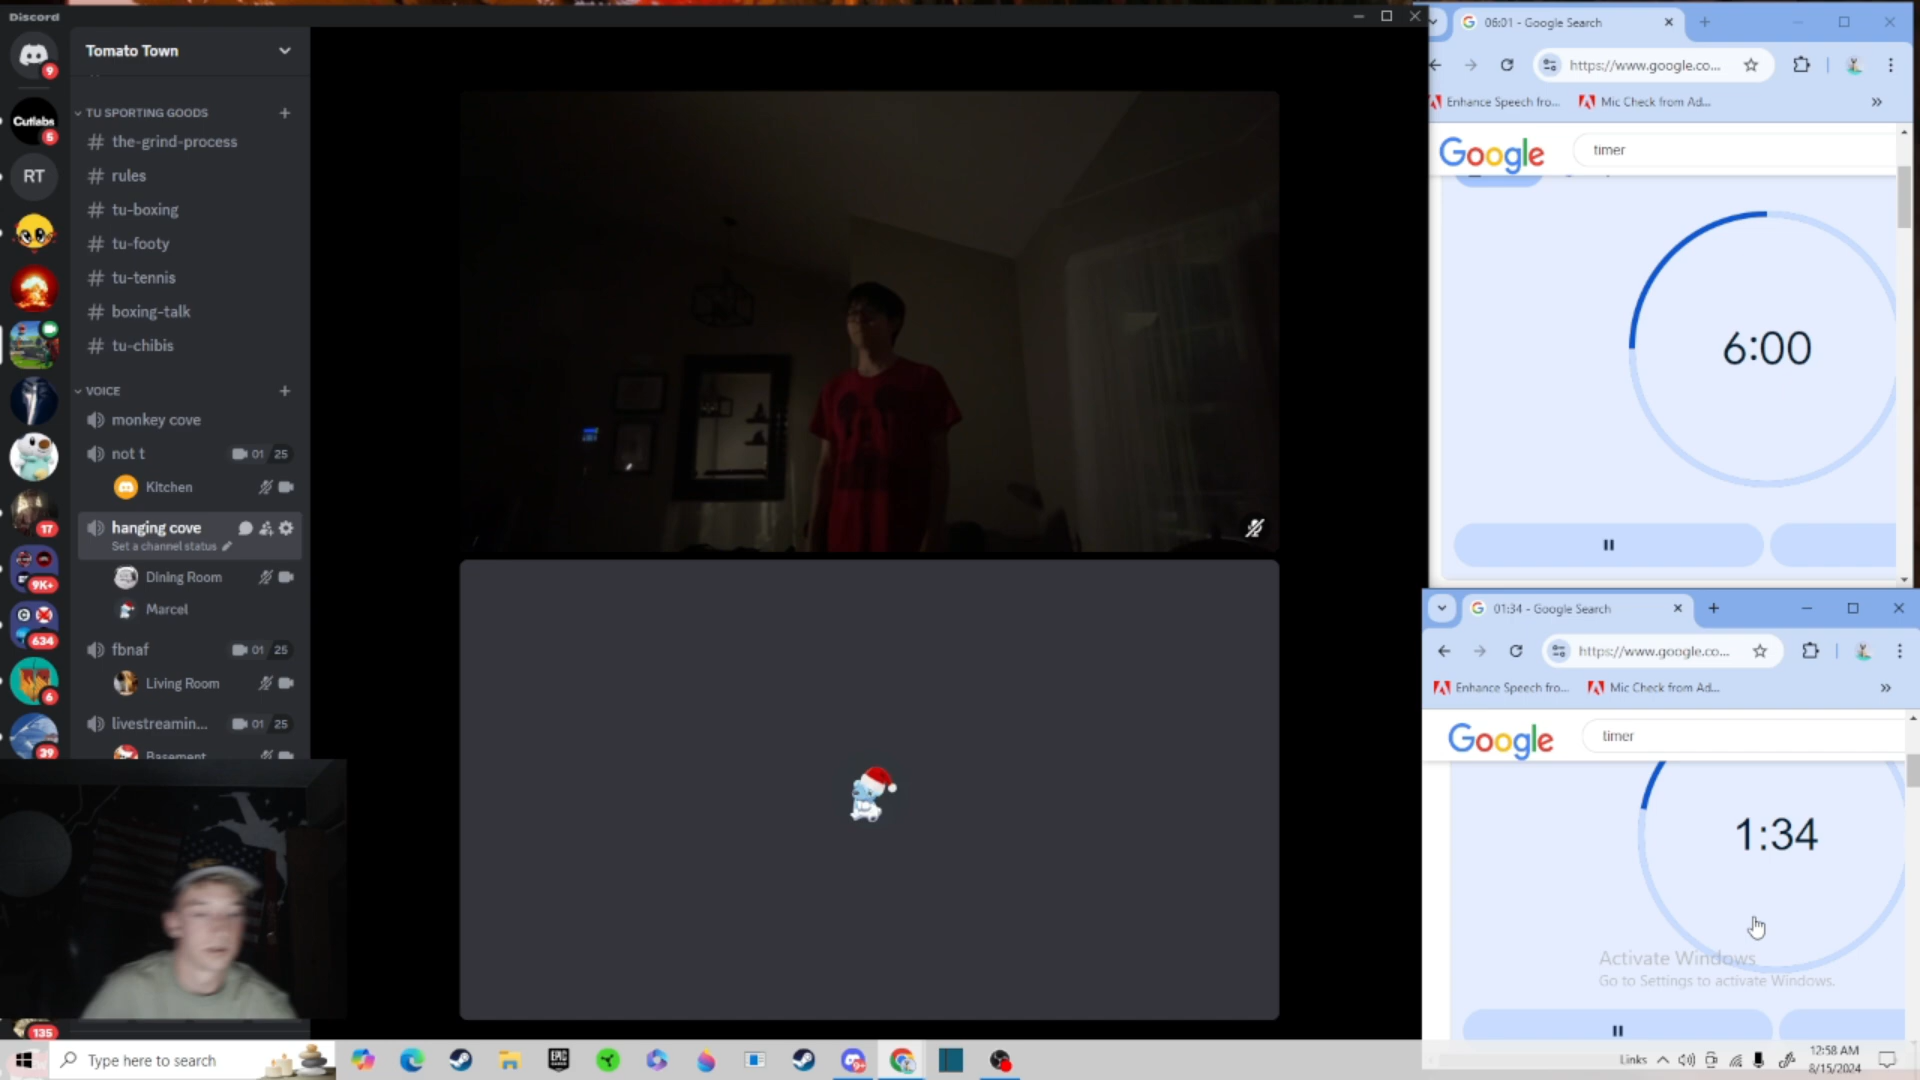 Discord
Tomato Town
TU SPORTING GOODS
the-grind-process
rules
tu-boxing
tu-footy
tu-tennis
boxing-talk
tu-chibis
VOICE
monkey cove
not t 01 25
Kitchen
hanging cove
Set a channel status
Dining Room
Marcel
fbnaf 01 25
Living Room
livestreamin... 01 25
Basement
9
Cutlabs
5
RT
17
9K+
634
6
39
135
06:01 - Google Search
https://www.google.co...
Enhance Speech fro...
Mic Check from Ad...
Google
timer
6:00
01:34 - Google Search
https://www.google.co...
Enhance Speech fro...
Mic Check from Ad...
Google
timer
1:34
Activate Windows
Go to Settings to activate Windows.
Type here to search
EPIC
GAMES
9+
Links
12:58 AM
8/15/2024